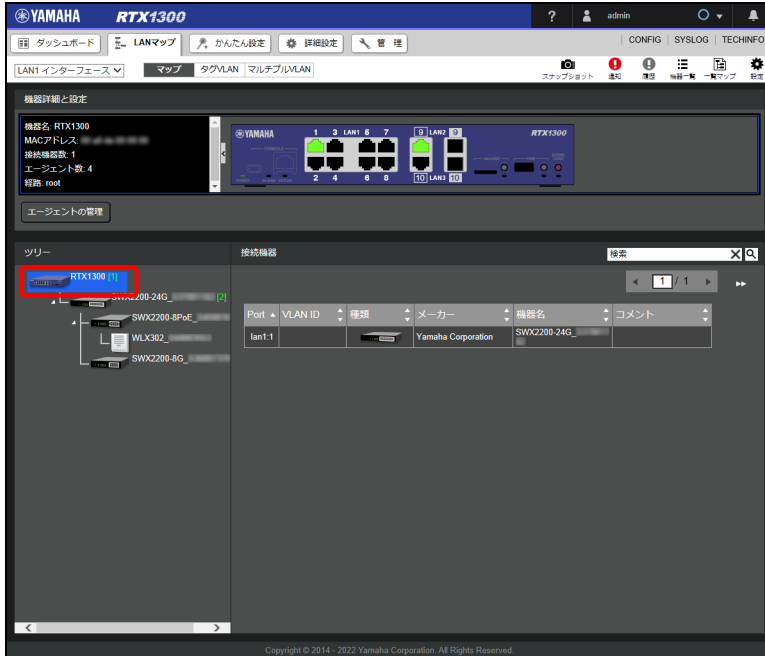 YAMAHA RTX1300 ? admin
ダッシュボード LANマップ かんたん設定 詳細設定 管理 CONFIG SYSLOG TECHINFO
LAN1 インターフェース マップ タグVLAN マルチプルVLAN スナップショット 通知 履歴 機器一覧 一覧マップ 設定
機器詳細と設定
機器名: RTX1300
MACアドレス:
接続機器数: 1
エージェント数: 4
経路: root
YAMAHA 1 3 LAN1 5 7 9 LAN2 9 RTX1300
2 4 6 8 10 LAN3 10
エージェントの管理
ツリー 接続機器 検索
RTX1300 [1] 1 / 1
SWX2200-24G_ [2]
SWX2200-8PoE_
WLX302_
SWX2200-8G_
Port VLAN ID 種類 メーカー 機器名 コメント
lan1:1 Yamaha Corporation SWX2200-24G_
Copyright © 2014 - 2022 Yamaha Corporation. All Rights Reserved.